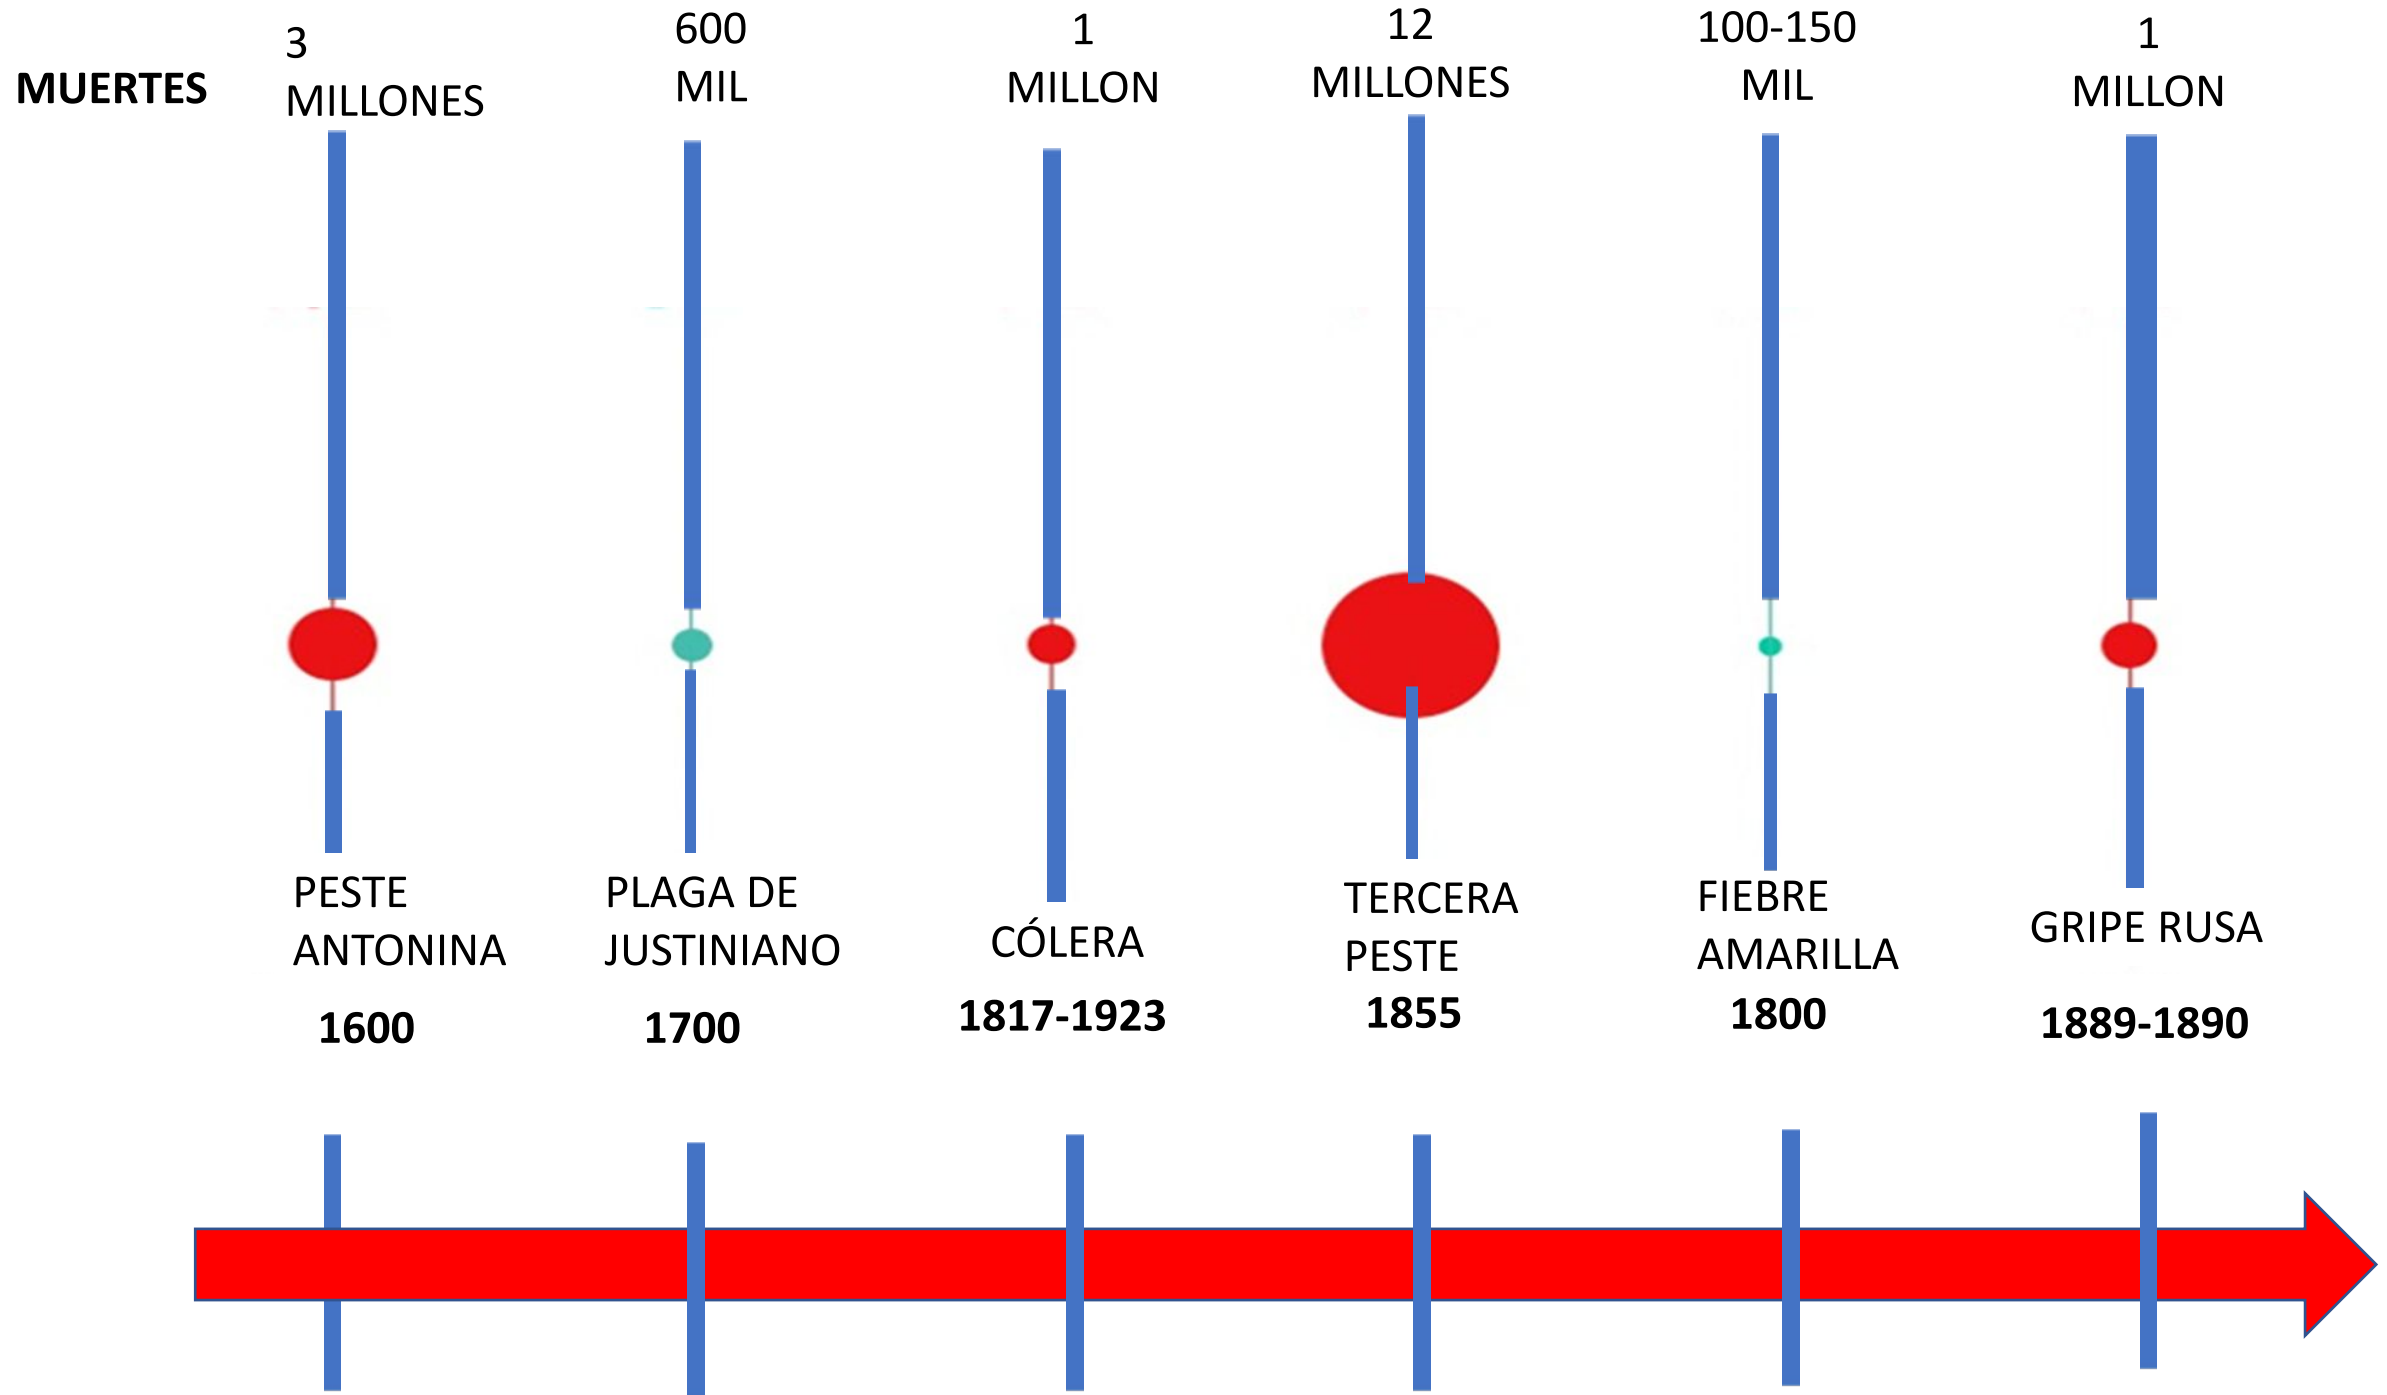 MUERTES
3
MILLONES
600
MIL
1
MILLON
12
MILLONES
100-150
MIL
1
MILLON
PESTE
ANTONINA
1600
PLAGA DE
JUSTINIANO
1700
CÓLERA
1817-1923
TERCERA
PESTE
1855
FIEBRE
AMARILLA
1800
GRIPE RUSA
1889-1890